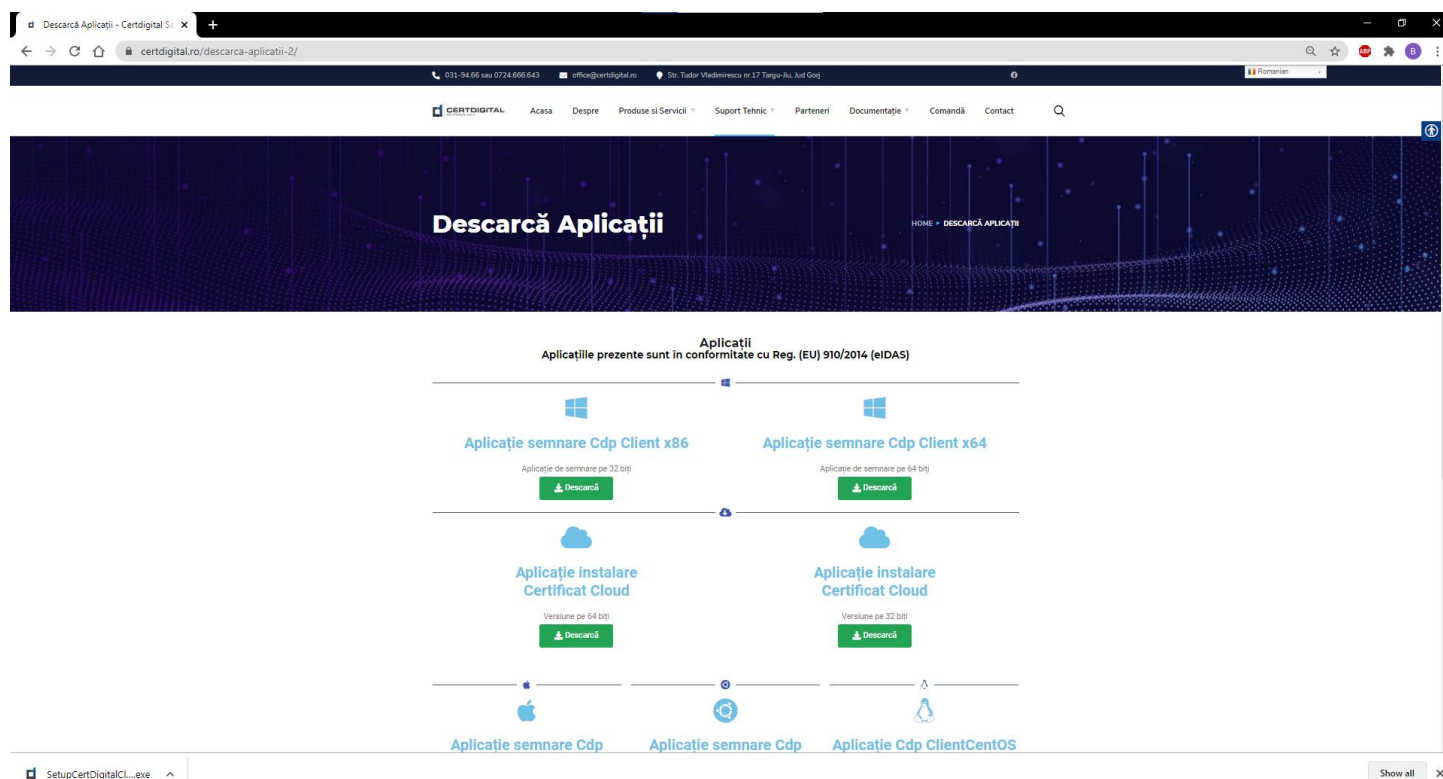 Descarcă Aplicații - Certdigital Se
certdigital.ro/descarca-aplicatii-2/
ABP
B
031-94.66 sau 0724.666.643 office@certdigital.ro Str. Tudor Vladimirescu nr.17 Targu-Jiu, Jud Gorj
Romanian
CERTDIGITAL Acasa Despre Produse si Servicii Suport Tehnic Parteneri Documentație Comandă Contact
Descarcă Aplicații
HOME DESCARCĂ APLICAȚII
Aplicații
Aplicațiile prezente sunt în conformitate cu Reg. (EU) 910/2014 (eIDAS)
Aplicație semnare Cdp Client x86 Aplicație semnare Cdp Client x64
Aplicație de semnare pe 32 biți Aplicație de semnare pe 64 biți
Descarcă Descarcă
Aplicație instalare Aplicație instalare
Certificat Cloud Certificat Cloud
Versiune pe 64 biți Versiune pe 32 biți
Descarcă Descarcă
Aplicație semnare Cdp Aplicație semnare Cdp Aplicație Cdp ClientCentOS
SetupCertDigitalCl....exe Show all